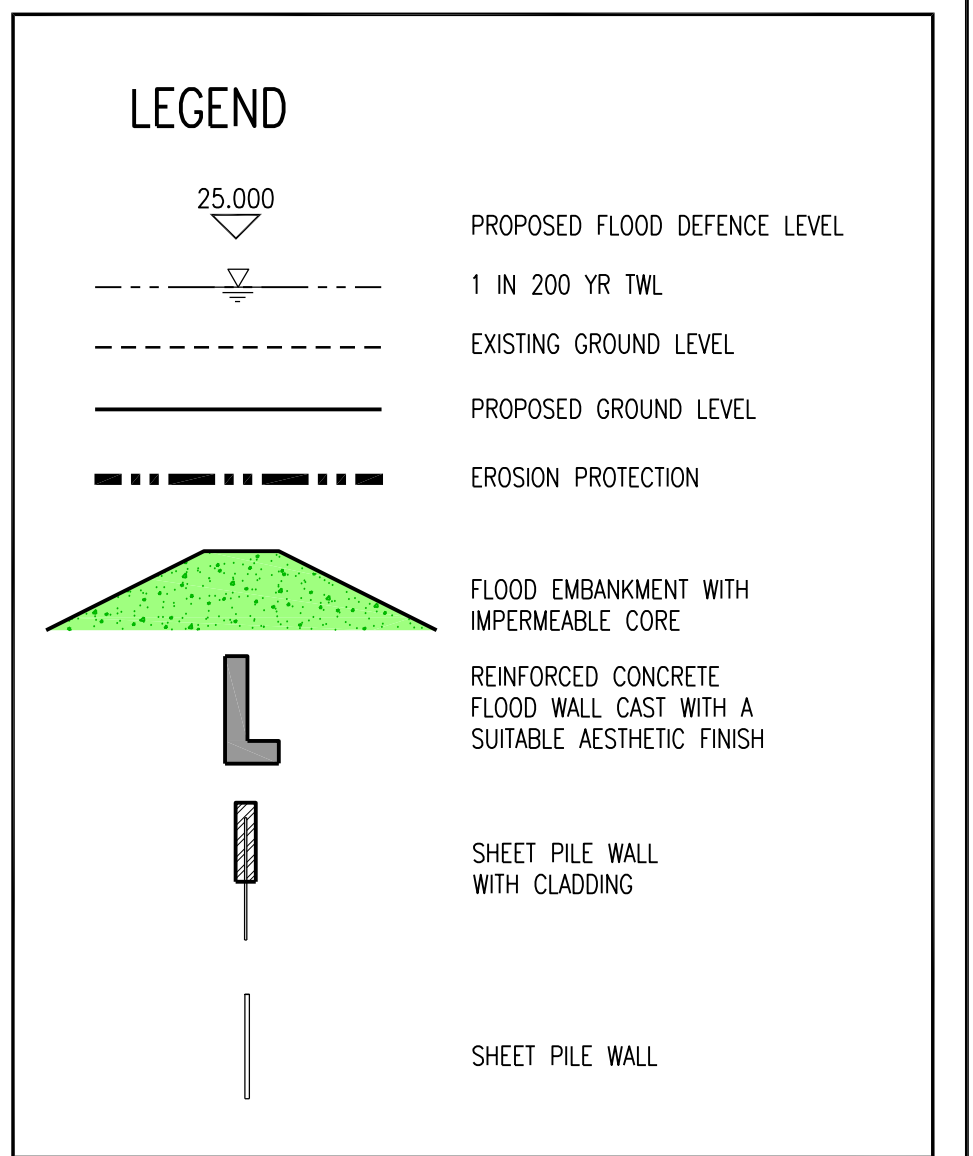 LEGEND
25.000
PROPOSED FLOOD DEFENCE LEVEL
1 IN 200 YR TWL
EXISTING GROUND LEVEL
PROPOSED GROUND LEVEL
EROSION PROTECTION
FLOOD EMBANKMENT WITH
IMPERMEABLE CORE
REINFORCED CONCRETE
FLOOD WALL CAST WITH A
SUITABLE AESTHETIC FINISH
SHEET PILE WALL
WITH CLADDING
SHEET PILE WALL